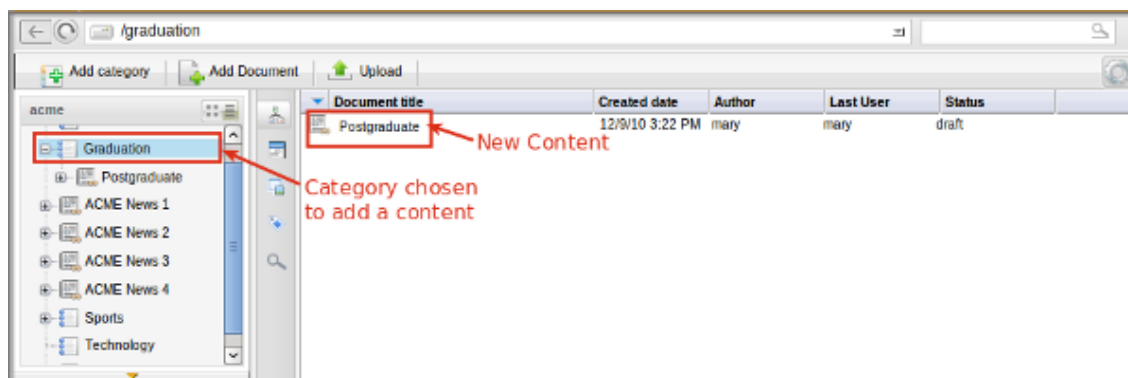 /graduation
Add category Add Document Upload
acme
Document title Created date Author Last User Status
Postgraduate 12/9/10 3:22 PM mary mary draft
New Content
Graduation
Postgraduate
Category chosen
to add a content
ACME News 1
ACME News 2
ACME News 3
ACME News 4
Sports
Technology